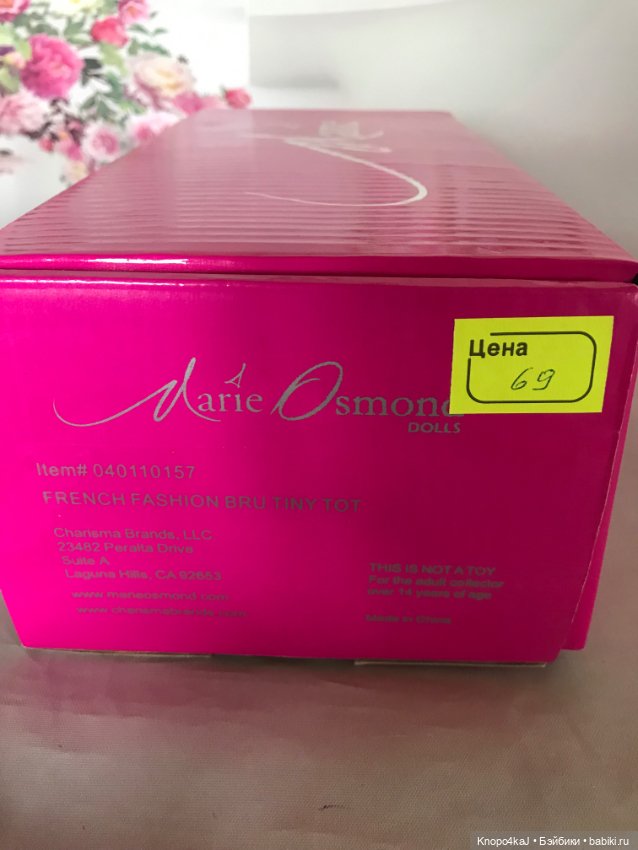 Цена
69
Marie Osmond
DOLLS
Item# 040110157
FRENCH FASHION BRU TINY TOT
Charisma Brands, LLC
23482 Peralta Drive
Suite A
Laguna Hills, CA 92653
www.marieosmond.com
www.charismabrands.com
THIS IS NOT A TOY
For the adult collector
over 14 years of age
Made in China
Knopo4kaJ • Бэйбики • babiki.ru